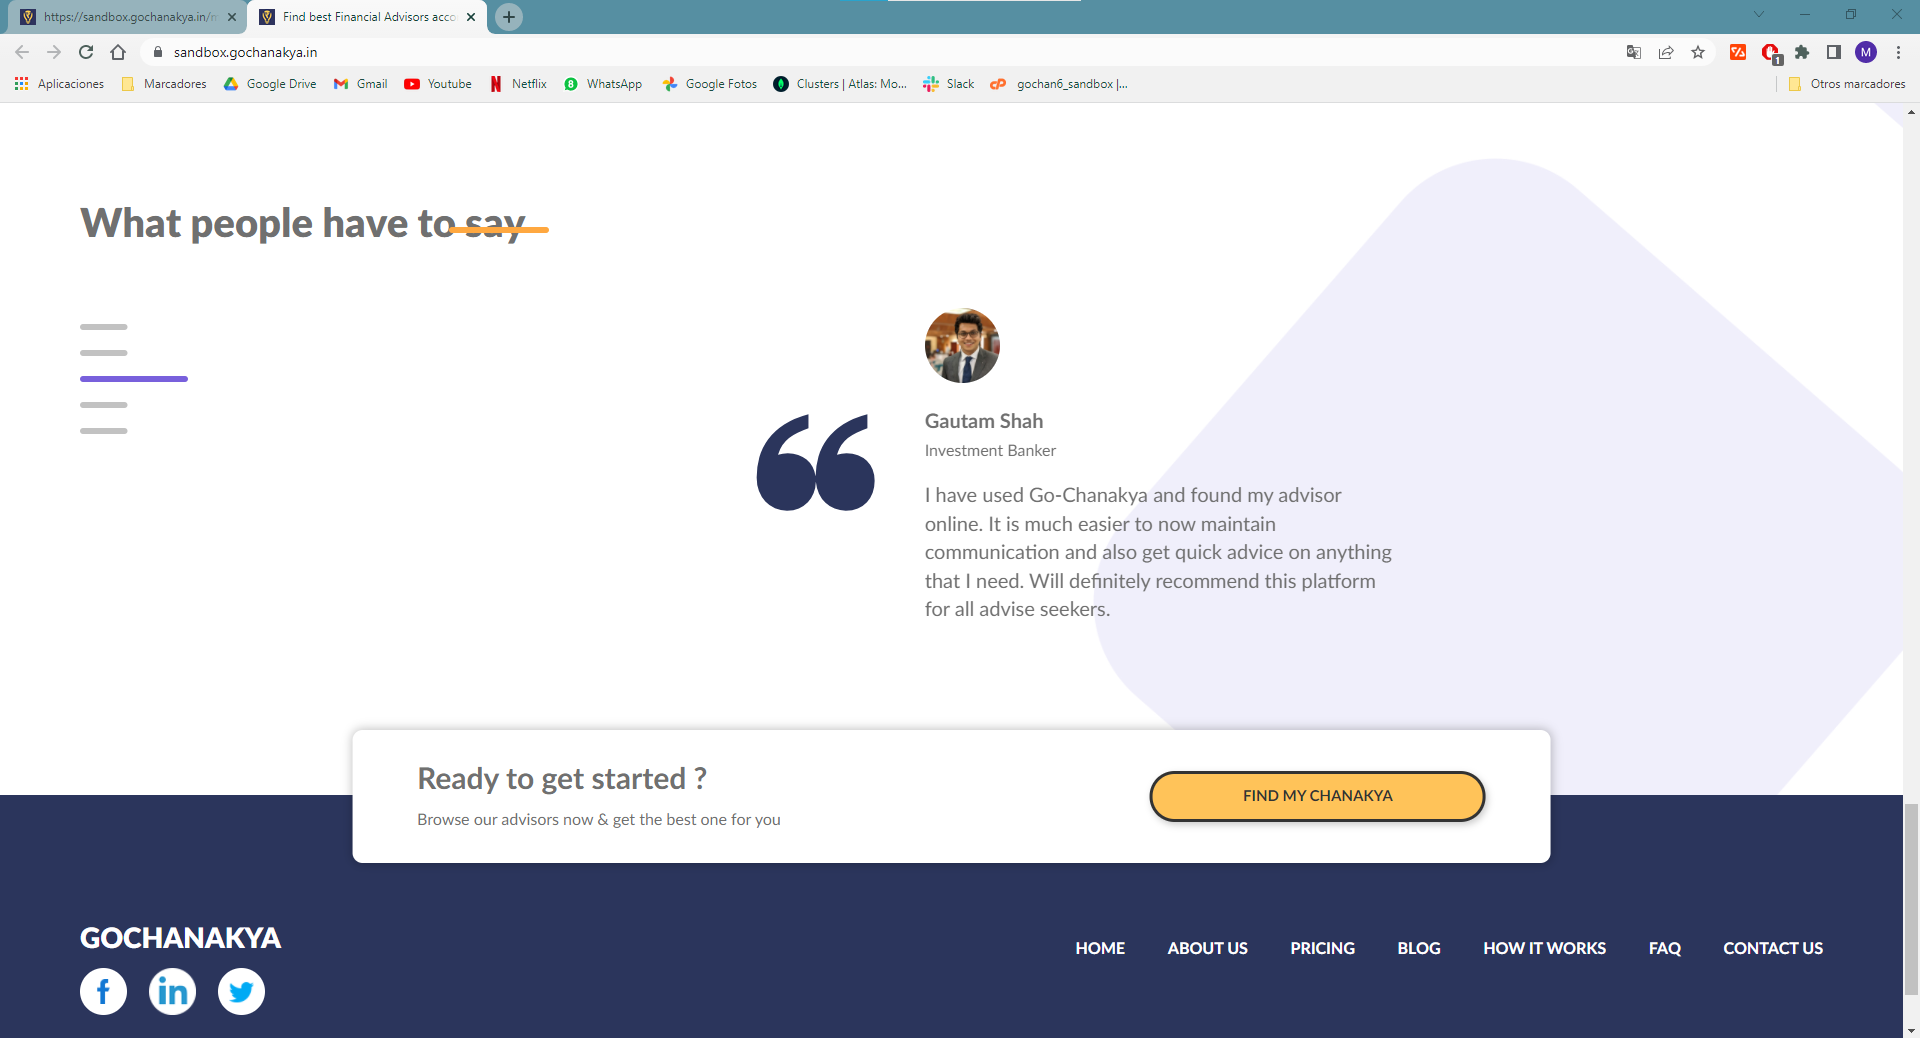 https://sandbox.gochanakya.in/m
Find best Financial Advisors acco
sandbox.gochanakya.in
1
M
Aplicaciones
Marcadores
Google Drive
Gmail
Youtube
Netflix
8
WhatsApp
Google Fotos
Clusters | Atlas: Mo...
Slack
gochan6_sandbox |...
Otros marcadores
What people have to say
Gautam Shah
Investment Banker
I have used Go-Chanakya and found my advisor
online. It is much easier to now maintain
communication and also get quick advice on anything
that I need. Will definitely recommend this platform
for all advise seekers.
Ready to get started ?
Browse our advisors now & get the best one for you
FIND MY CHANAKYA
GOCHANAKYA
HOME
ABOUT US
PRICING
BLOG
HOW IT WORKS
FAQ
CONTACT US